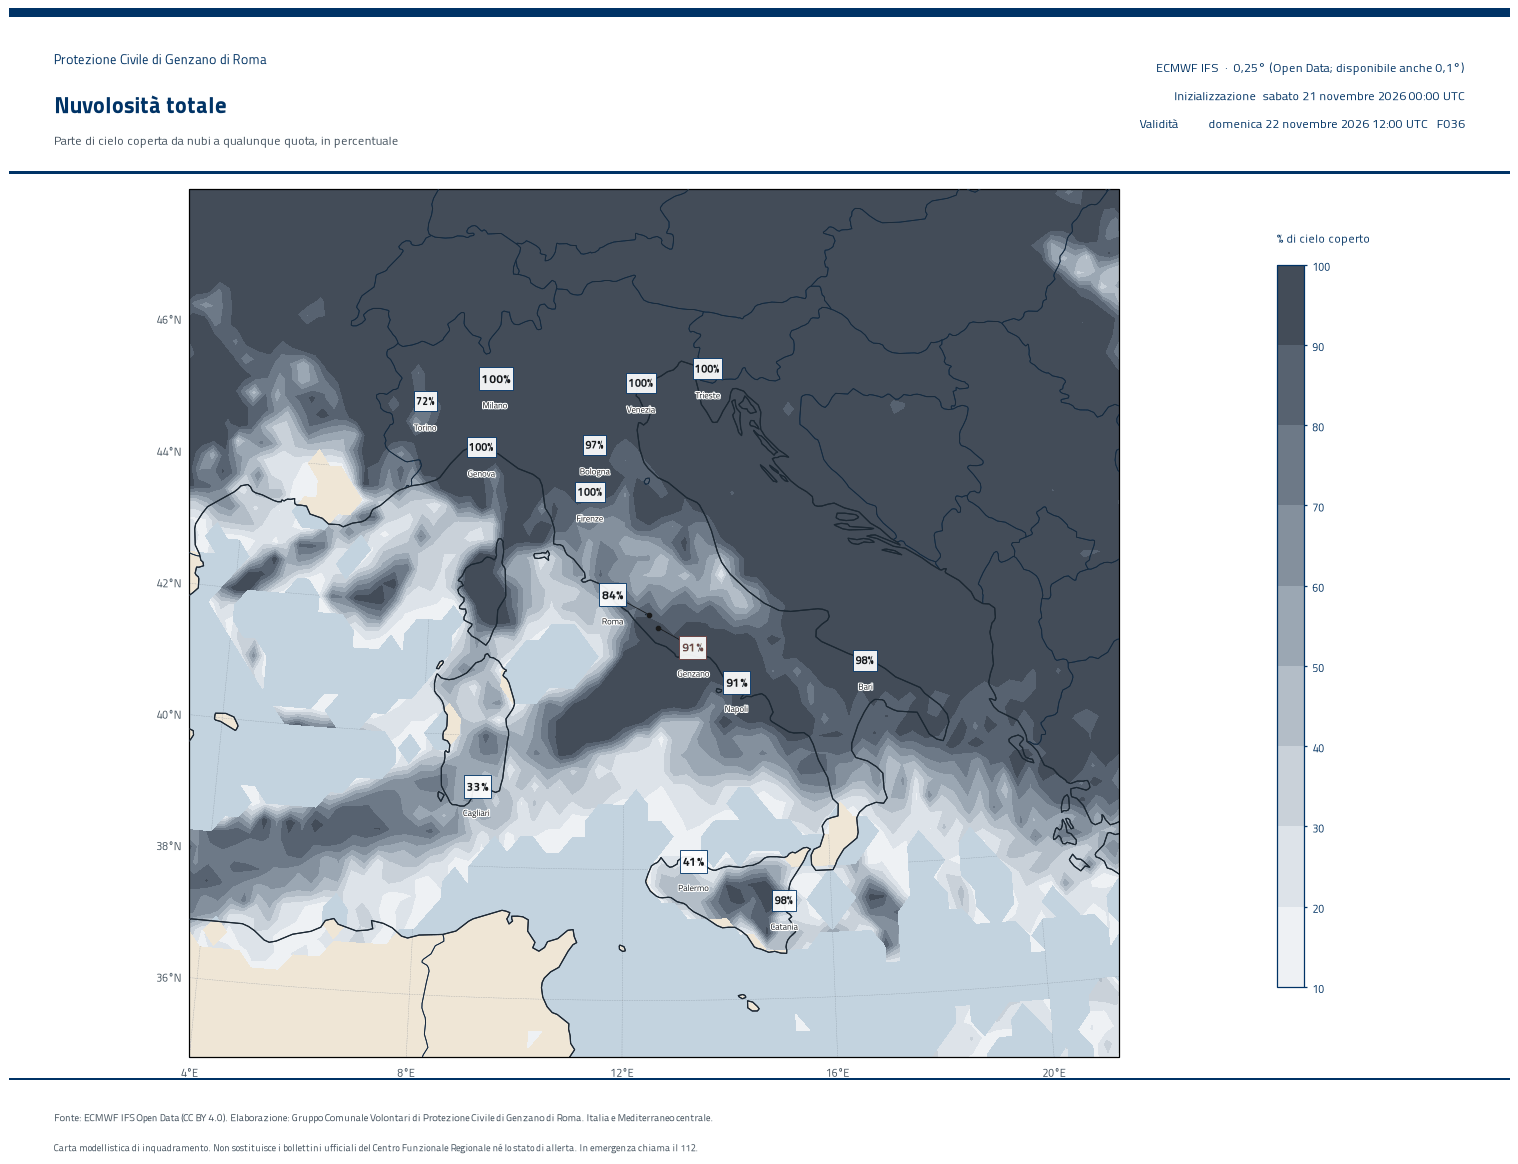 Protezione Civile di Genzano di Roma
Nuvolosità totale
Parte di cielo coperta da nubi a qualunque quota, in percentuale
ECMWF IFS · 0,25° (Open Data; disponibile anche 0,1°)
Inizializzazione sabato 21 novembre 2026 00:00 UTC
Validità domenica 22 novembre 2026 12:00 UTC F036
% di cielo coperto
100
90
80
70
60
50
40
30
20
10
46°N
44°N
42°N
40°N
38°N
36°N
4°E
8°E
12°E
16°E
20°E
100%
Trieste
100%
Milano
100%
Venezia
72%
Torino
100%
Genova
97%
Bologna
100%
Firenze
84%
Roma
91%
Genzano
98%
Bari
91%
Napoli
33%
Cagliari
41%
Palermo
98%
Catania
Fonte: ECMWF IFS Open Data (CC BY 4.0). Elaborazione: Gruppo Comunale Volontari di Protezione Civile di Genzano di Roma. Italia e Mediterraneo centrale.
Carta modellistica di inquadramento. Non sostituisce i bollettini ufficiali del Centro Funzionale Regionale né lo stato di allerta. In emergenza chiama il 112.